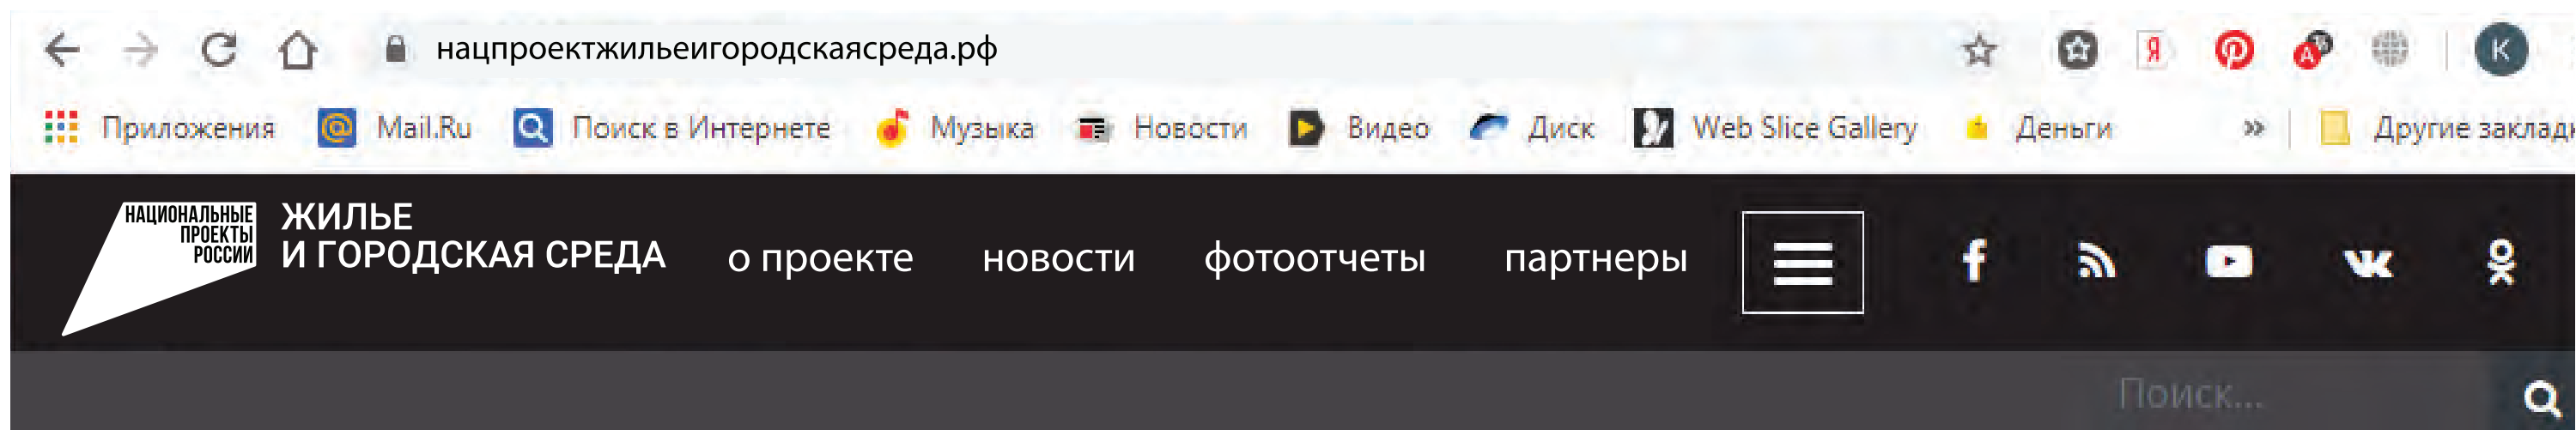 нацпроектжильеигородскаясреда.рф
Я
К
Приложения @ Mail.Ru Поиск в Интернете Музыка Новости Видео Диск Web Slice Gallery Деньги » Другие закладк
НАЦИОНАЛЬНЫЕ
ПРОЕКТЫ
РОССИИ
ЖИЛЬЕ
И ГОРОДСКАЯ СРЕДА
о проекте новости фотоотчеты партнеры
Поиск...